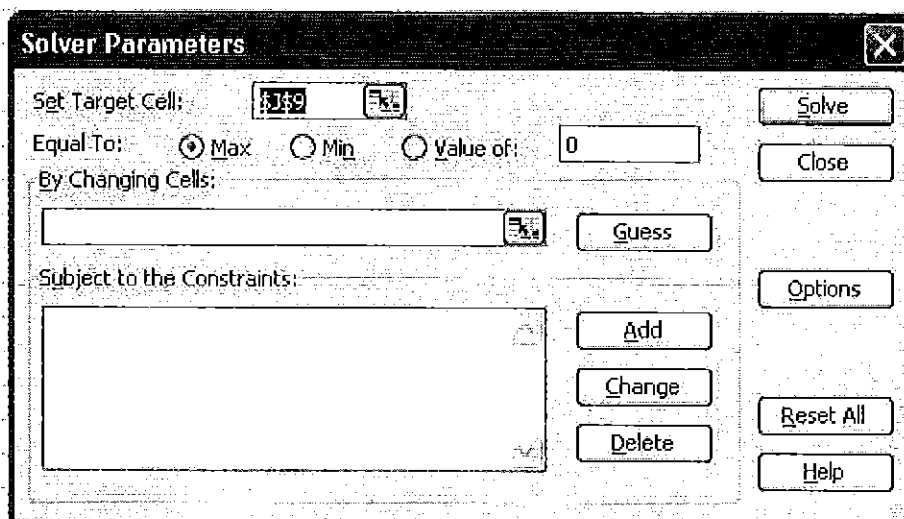 Solver Parameters
Set Target Cell: $J$9
Solve
Equal To: Max Min Value of: 0
Close
By Changing Cells:
Guess
Subject to the Constraints:
Options
Add
Change
Reset All
Delete
Help